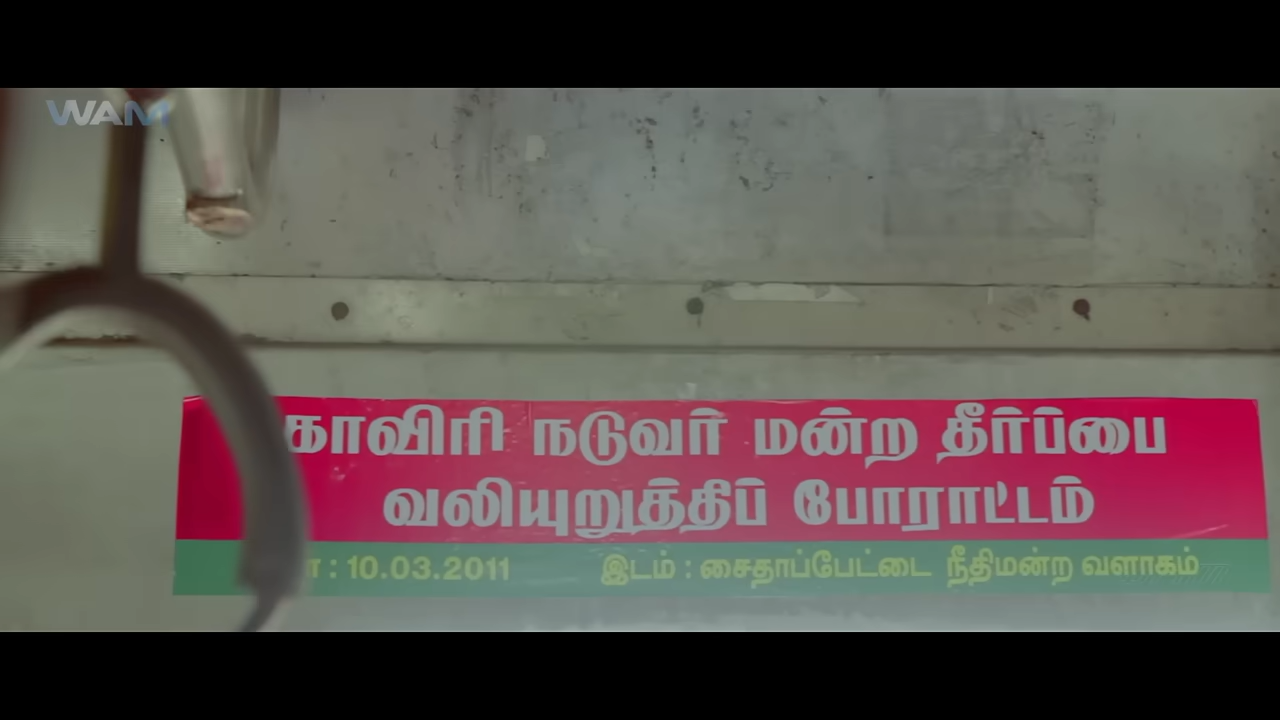 WAM
காவிரி நடுவர் மன்ற தீர்ப்பை
வலியுறுத்திப் போராட்டம்
: 10.03.2011 இடம் : சைதாப்பேட்டை நீதிமன்ற வளாகம்